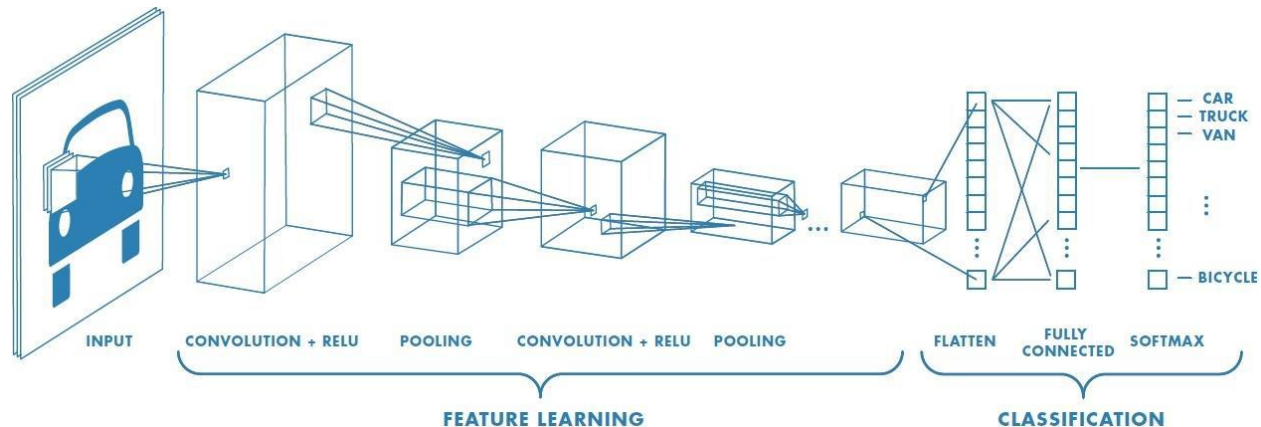 CAR
TRUCK
VAN
BICYCLE
INPUT
CONVOLUTION + RELU
POOLING
CONVOLUTION + RELU
POOLING
FLATTEN
FULLY
CONNECTED
SOFTMAX
FEATURE LEARNING
CLASSIFICATION